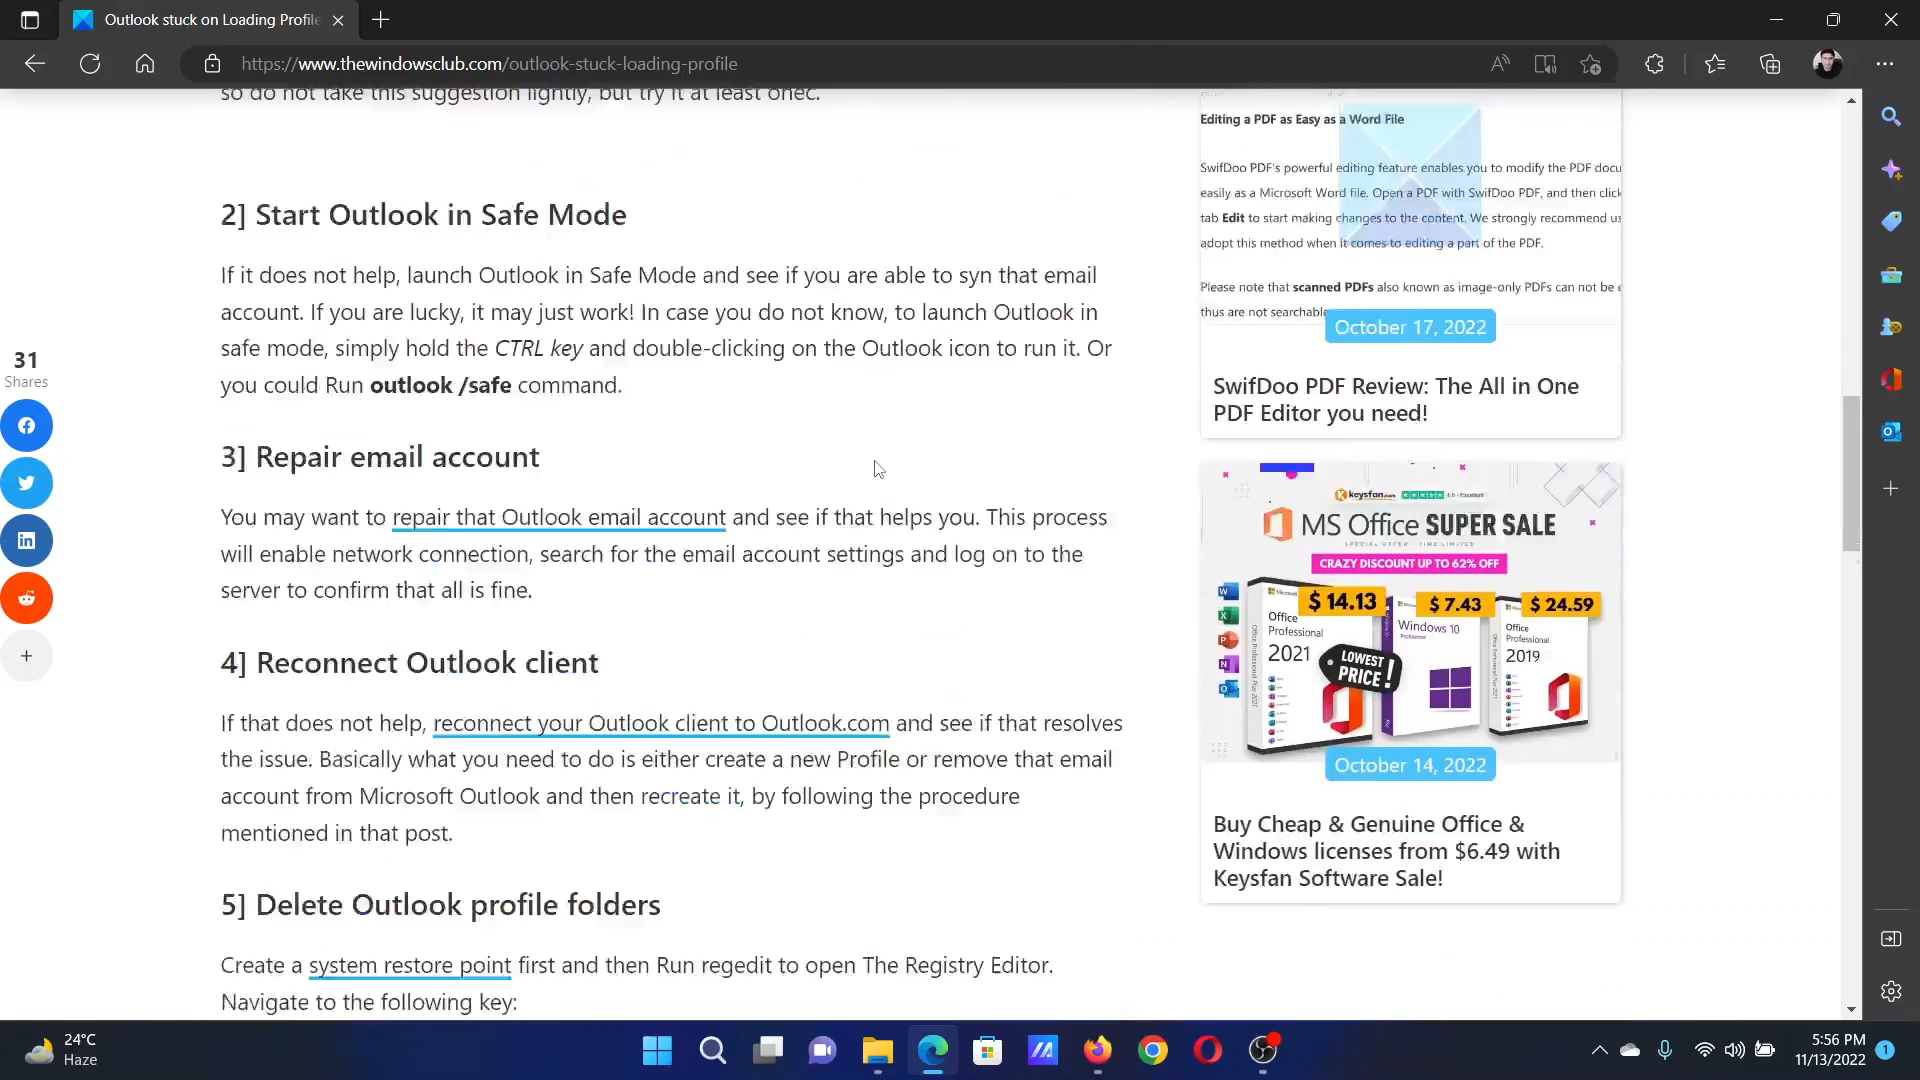 Outlook stuck on Loading Profile
https://www.thewindowsclub.com/outlook-stuck-loading-profile
so do not take this suggestion lightly, but try it at least onec.
2] Start Outlook in Safe Mode
If it does not help, launch Outlook in Safe Mode and see if you are able to syn that email
account. If you are lucky, it may just work! In case you do not know, to launch Outlook in
safe mode, simply hold the CTRL key and double-clicking on the Outlook icon to run it. Or
you could Run outlook /safe command.
31
Shares
3] Repair email account
You may want to repair that Outlook email account and see if that helps you. This process
will enable network connection, search for the email account settings and log on to the
server to confirm that all is fine.
4] Reconnect Outlook client
If that does not help, reconnect your Outlook client to Outlook.com and see if that resolves
the issue. Basically what you need to do is either create a new Profile or remove that email
account from Microsoft Outlook and then recreate it, by following the procedure
mentioned in that post.
5] Delete Outlook profile folders
Create a system restore point first and then Run regedit to open The Registry Editor.
Navigate to the following key:
Editing a PDF as Easy as a Word File
SwifDoo PDF's powerful editing feature enables you to modify the PDF docu
easily as a Microsoft Word file. Open a PDF with SwifDoo PDF, and then click
tab Edit to start making changes to the content. We strongly recommend us
adopt this method when it comes to editing a part of the PDF.
Please note that scanned PDFs also known as image-only PDFs can not be e
thus are not searchable
October 17, 2022
SwifDoo PDF Review: The All in One
PDF Editor you need!
keysfan.com
MS Office SUPER SALE
SPECIAL OFFER TIME LIMITED
CRAZY DISCOUNT UP TO 62% OFF
$ 14.13
$ 7.43
$ 24.59
Office
Professional
2021
Windows 10
Office
Professional
2019
LOWEST
PRICE !
October 14, 2022
Buy Cheap & Genuine Office &
Windows licenses from $6.49 with
Keysfan Software Sale!
24°C
Haze
5:56 PM
11/13/2022
1